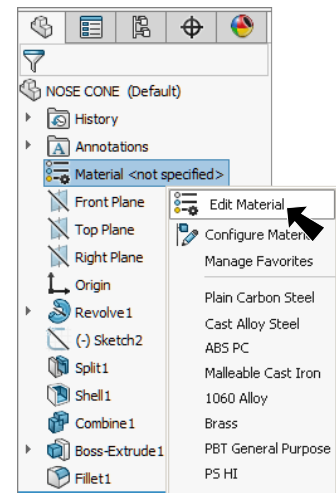 NOSE CONE (Default)
History
Annotations
Material <not specified>
Front Plane
Top Plane
Right Plane
Origin
Revolve1
(-) Sketch2
Split1
Shell1
Combine1
Boss-Extrude1
Fillet1
Edit Material
Configure
Manage Favorites
Plain Carbon Steel
Cast Alloy Steel
ABS PC
Malleable Cast Iron
1060 Alloy
Brass
PBT General Purpose
PS HI